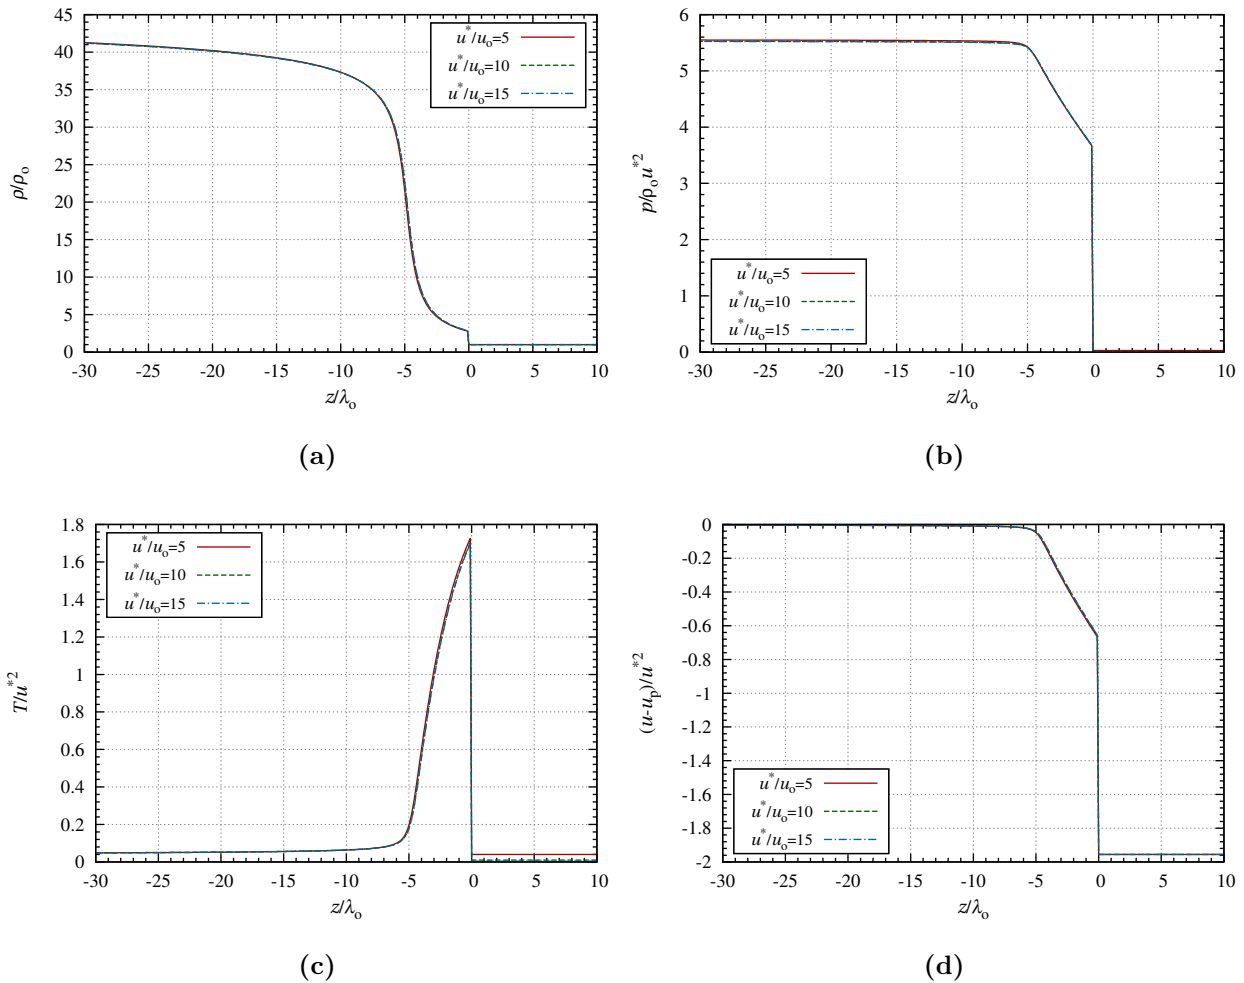 45
40
35
30
25
20
15
10
5
0
ρ/ρₒ
-30 -25 -20 -15 -10 -5 0 5 10
z/λₒ
u*/uₒ=5
u*/uₒ=10
u*/uₒ=15
(a)
6
5
4
3
2
1
0
p/ρₒu*²
-30 -25 -20 -15 -10 -5 0 5 10
z/λₒ
u*/uₒ=5
u*/uₒ=10
u*/uₒ=15
(b)
1.8
1.6
1.4
1.2
1
0.8
0.6
0.4
0.2
0
T/u*²
-30 -25 -20 -15 -10 -5 0 5 10
z/λₒ
u*/uₒ=5
u*/uₒ=10
u*/uₒ=15
(c)
0
-0.2
-0.4
-0.6
-0.8
-1
-1.2
-1.4
-1.6
-1.8
-2
(u-uₚ)/u*²
-30 -25 -20 -15 -10 -5 0 5 10
z/λₒ
u*/uₒ=5
u*/uₒ=10
u*/uₒ=15
(d)